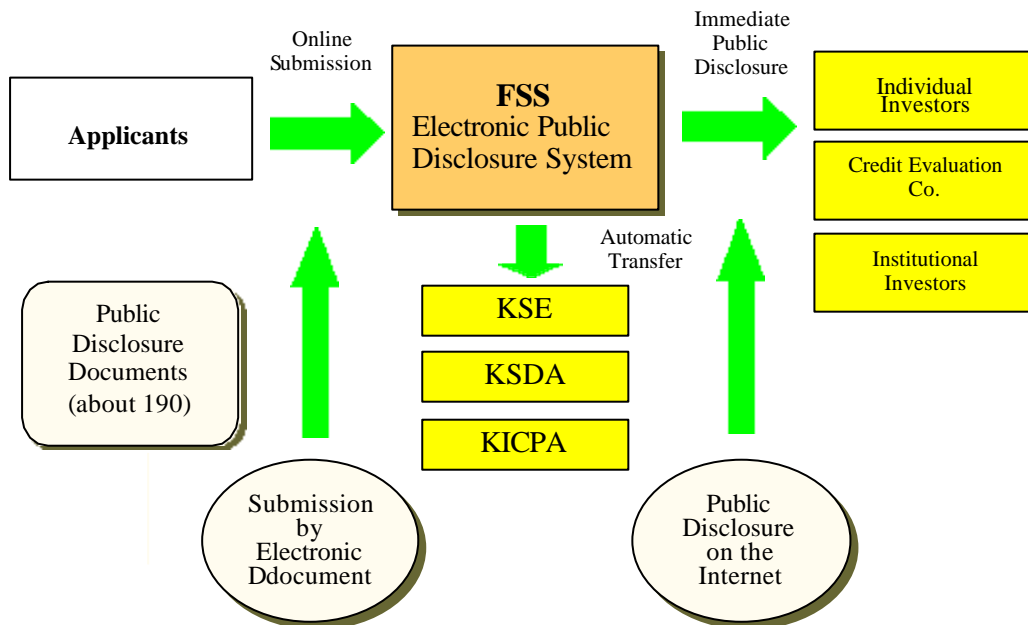 Online
Submission
Immediate
Public
Disclosure
Applicants
FSS
Electronic Public
Disclosure System
Individual
Investors
Credit Evaluation
Co.
Institutional
Investors
Automatic
Transfer
KSE
KSDA
KICPA
Public
Disclosure
Documents
(about 190)
Submission
by
Electronic
Ddocument
Public
Disclosure
on the
Internet